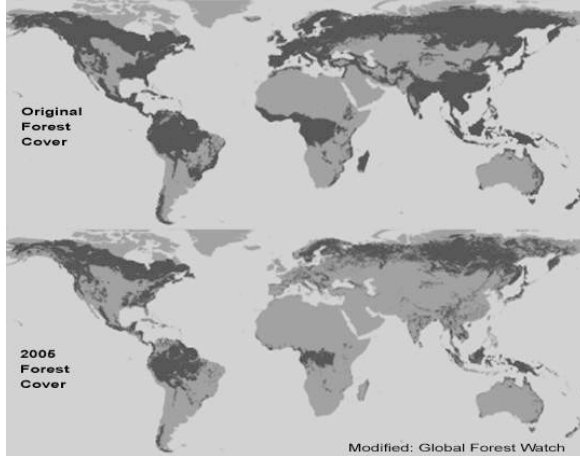 Original
Forest
Cover
2005
Forest
Cover
Modified: Global Forest Watch